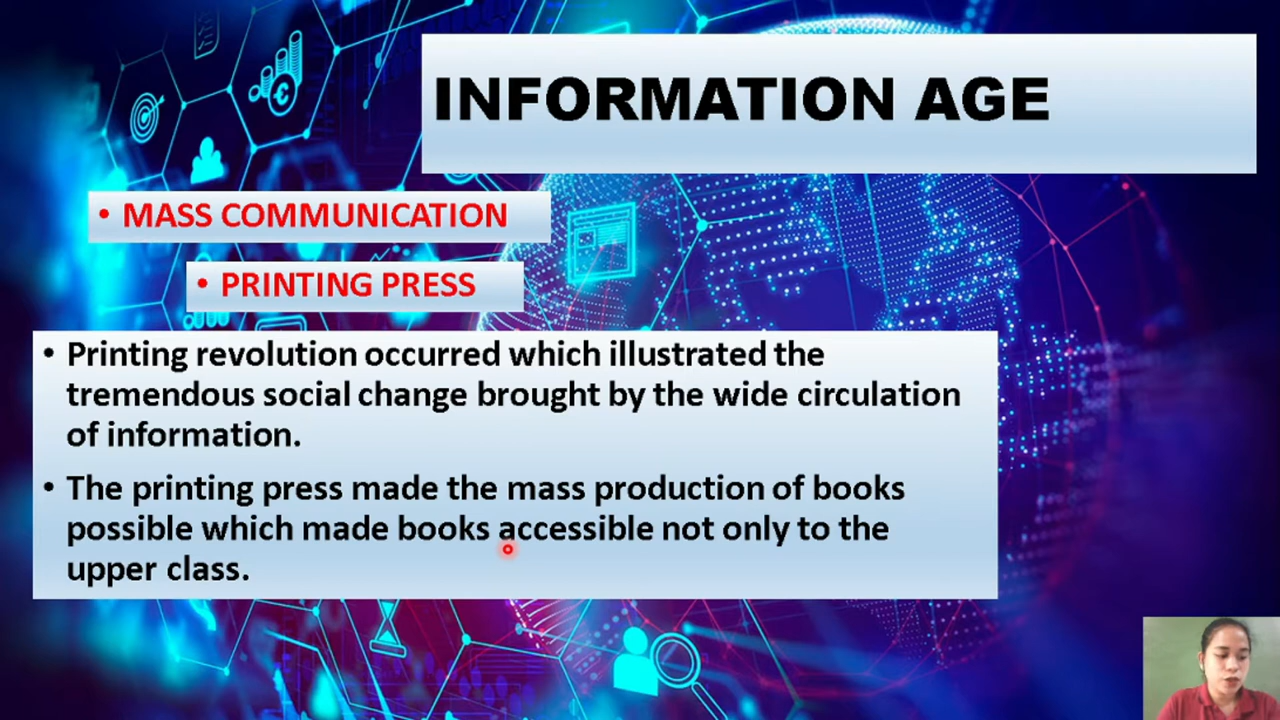 INFORMATION AGE
• MASS COMMUNICATION
• PRINTING PRESS
• Printing revolution occurred which illustrated the
tremendous social change brought by the wide circulation
of information.
• The printing press made the mass production of books
possible which made books accessible not only to the
upper class.